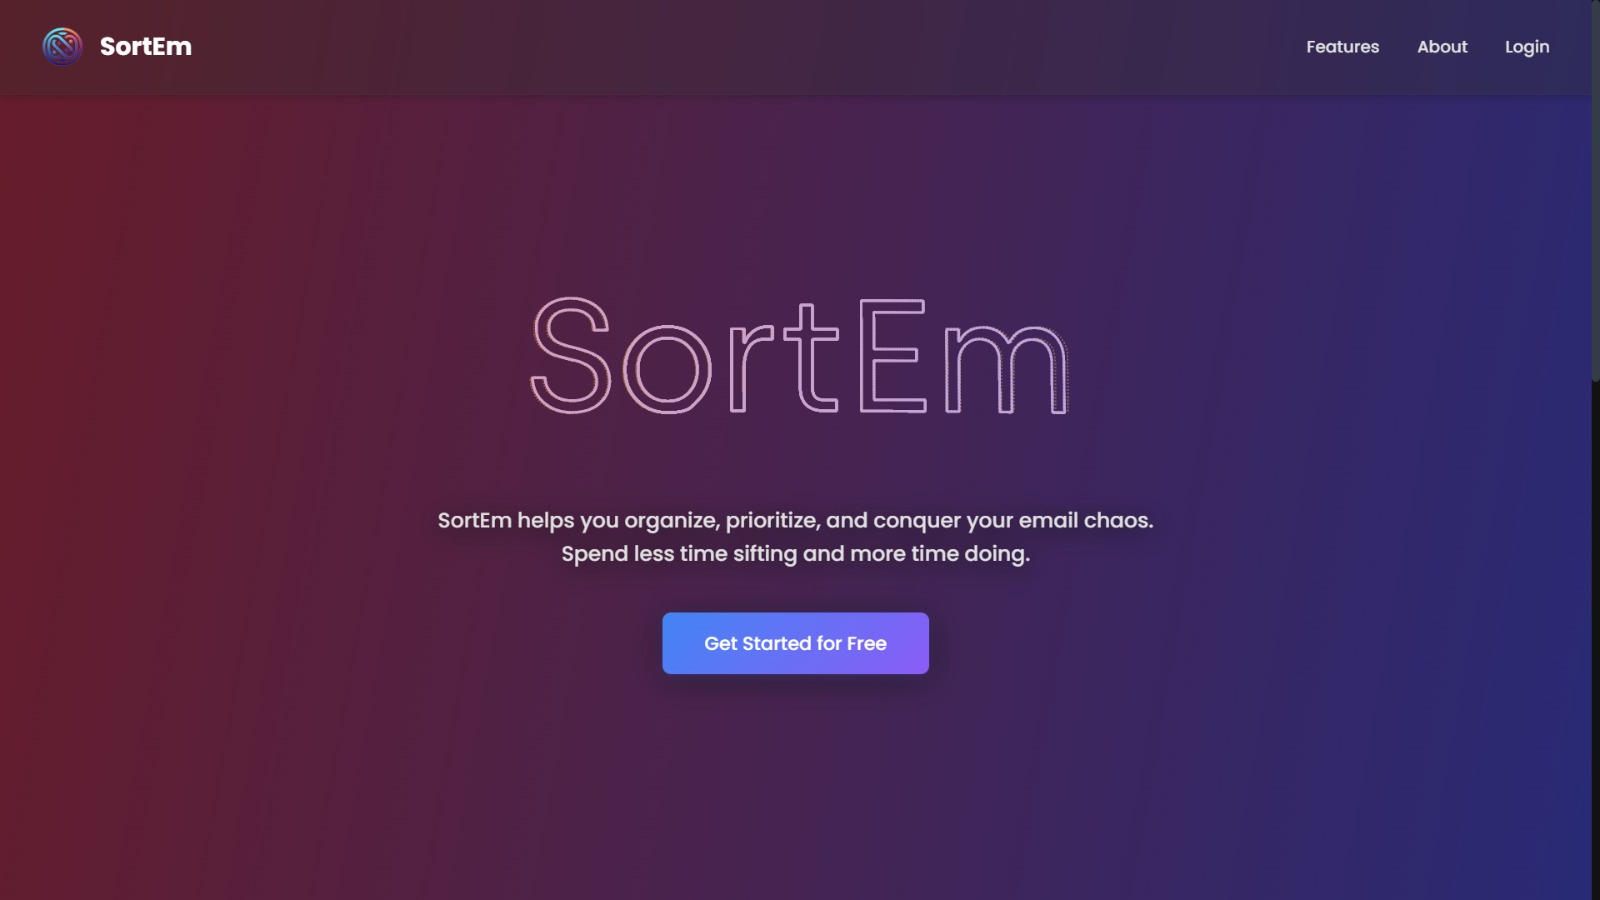 SortEm
Features
About
Login
SortEm
SortEm helps you organize, prioritize, and conquer your email chaos.
Spend less time sifting and more time doing.
Get Started for Free